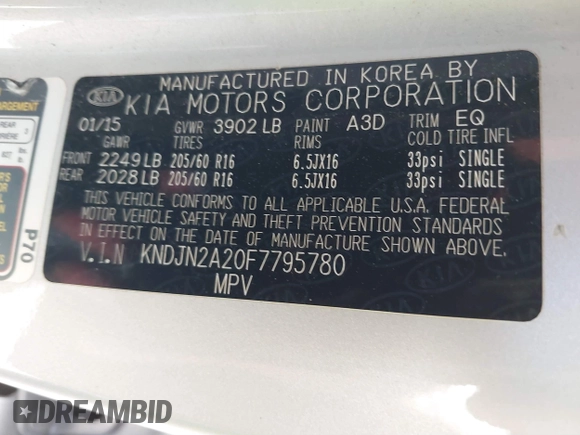 MANUFACTURED IN KOREA BY
KIA KIA MOTORS CORPORATION
01/15 GVWR 3902 LB PAINT A3D TRIM EQ
GAWR TIRES RIMS COLD TIRE INFL
FRONT 2249 LB 205/60 R16 6.5JX16 33psi SINGLE
REAR 2028 LB 205/60 R16 6.5JX16 33psi SINGLE
THIS VEHICLE CONFORMS TO ALL APPLICABLE U.S.A. FEDERAL
MOTOR VEHICLE SAFETY AND THEFT PREVENTION STANDARDS
IN EFFECT ON THE DATE OF MANUFACTURE SHOWN ABOVE.
V.I.N KNDJN2A20F7795780
MPV
P70
REAR
DREAMBID